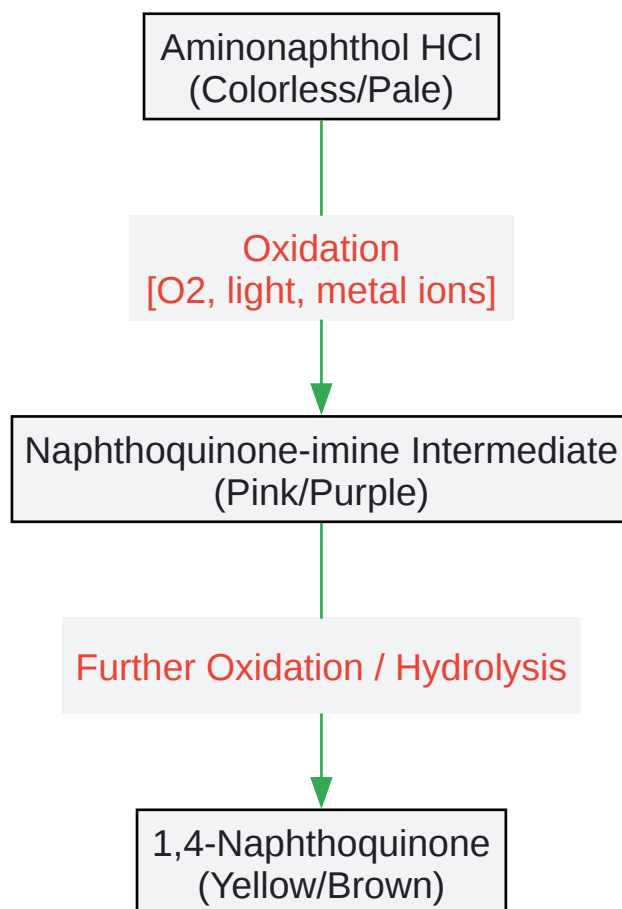 Aminonaphthol HCl
(Colorless/Pale)
Oxidation
[O2, light, metal ions]
Naphthoquinone-imine Intermediate
(Pink/Purple)
Further Oxidation / Hydrolysis
1,4-Naphthoquinone
(Yellow/Brown)